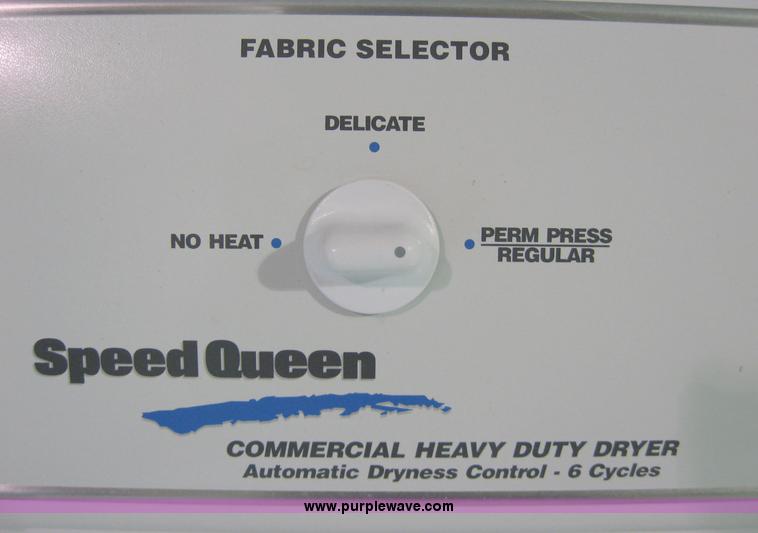 FABRIC SELECTOR
DELICATE
NO HEAT
PERM PRESS
REGULAR
Speed Queen
COMMERCIAL HEAVY DUTY DRYER
Automatic Dryness Control - 6 Cycles
www.purplewave.com